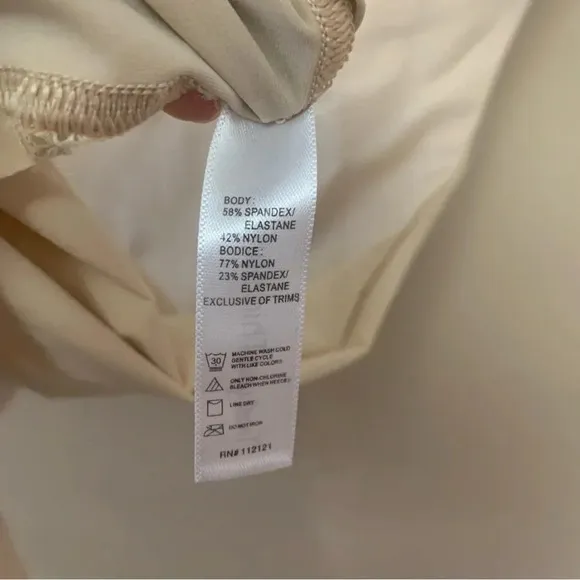 BODY:
58% SPANDEX/
ELASTANE
42% NYLON
BODICE:
77% NYLON
23% SPANDEX/
ELASTANE
EXCLUSIVE OF TRIMS
30
MACHINE WASH COLD
GENTLE CYCLE
WITH LIKE COLORS
ONLY NON-CHLORINE
BLEACH WHEN NEEDED
LINE DRY
DO NOT IRON
RN# 112121